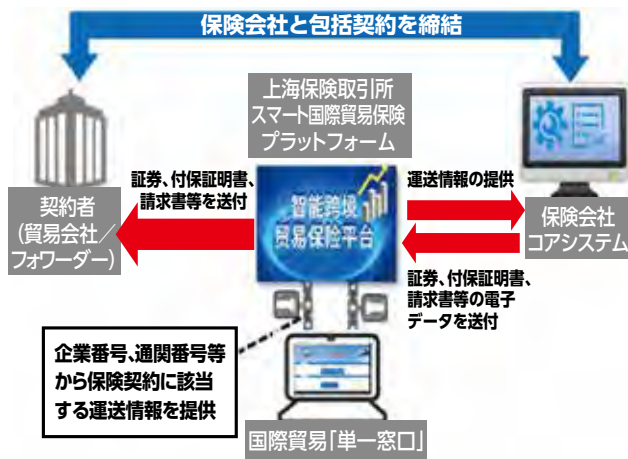 保険会社と包括契約を締結
上海保険取引所
スマート国際貿易保険
プラットフォーム
契約者
(貿易会社／
フォワーダー)
証券、付保証明書、
請求書等を送付
智能跨境
贸易保险平台
運送情報の提供
保険会社
コアシステム
証券、付保証明書、
請求書等の電子
データを送付
企業番号、通関番号等
から保険契約に該当
する運送情報を提供
国際貿易「単一窓口」